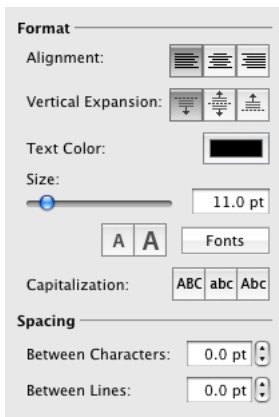 Format
Alignment:
Vertical Expansion:
Text Color:
Size:
11.0 pt
A A Fonts
Capitalization: ABC abc Abc
Spacing
Between Characters: 0.0 pt
Between Lines: 0.0 pt